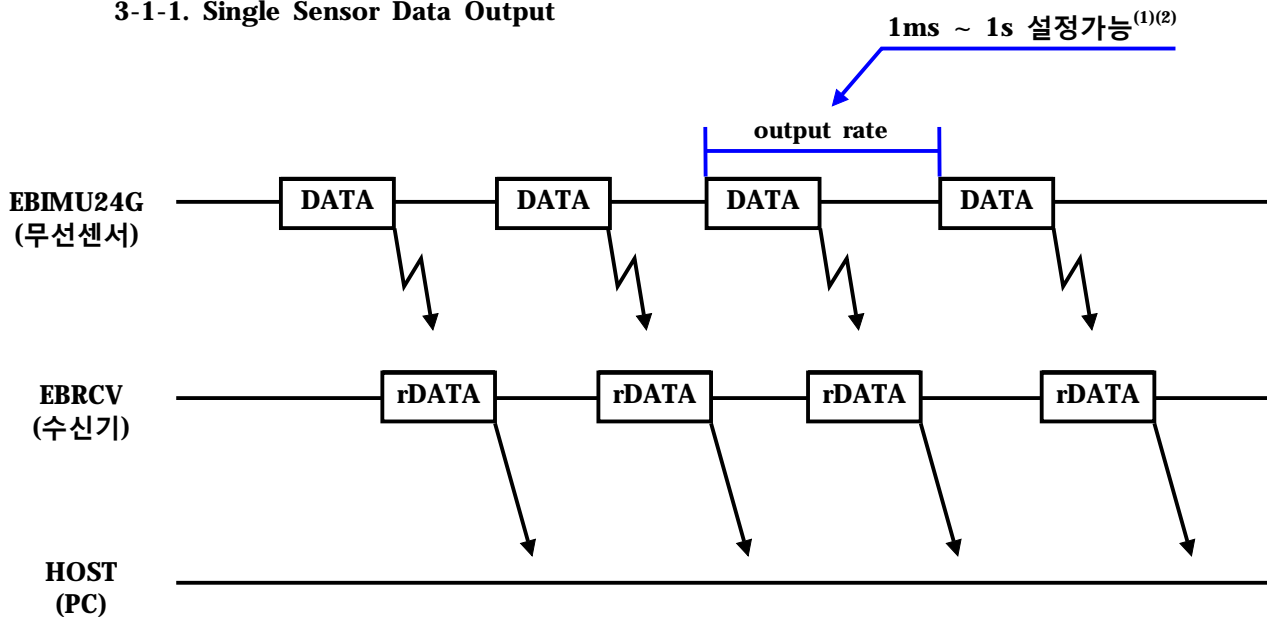 3-1-1. Single Sensor Data Output
1ms ~ 1s 설정가능(1)(2)
output rate
EBIMU24G
(무선센서)
DATA DATA DATA DATA
EBRCV
(수신기)
rDATA rDATA rDATA rDATA
HOST
(PC)